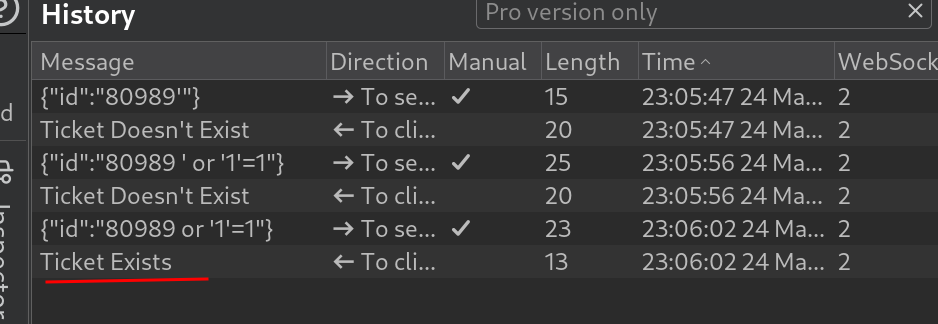 History
Pro version only
Message Direction Manual Length Time WebSock
{"id":"80989'"} → To se... ✓ 15 23:05:47 24 Ma... 2
Ticket Doesn't Exist ← To cli... 20 23:05:47 24 Ma... 2
{"id":"80989 ' or '1'=1"} → To se... ✓ 25 23:05:56 24 Ma... 2
Ticket Doesn't Exist ← To cli... 20 23:05:56 24 Ma... 2
{"id":"80989 or '1'=1"} → To se... ✓ 23 23:06:02 24 Ma... 2
Ticket Exists ← To cli... 13 23:06:02 24 Ma... 2
d
Inspector